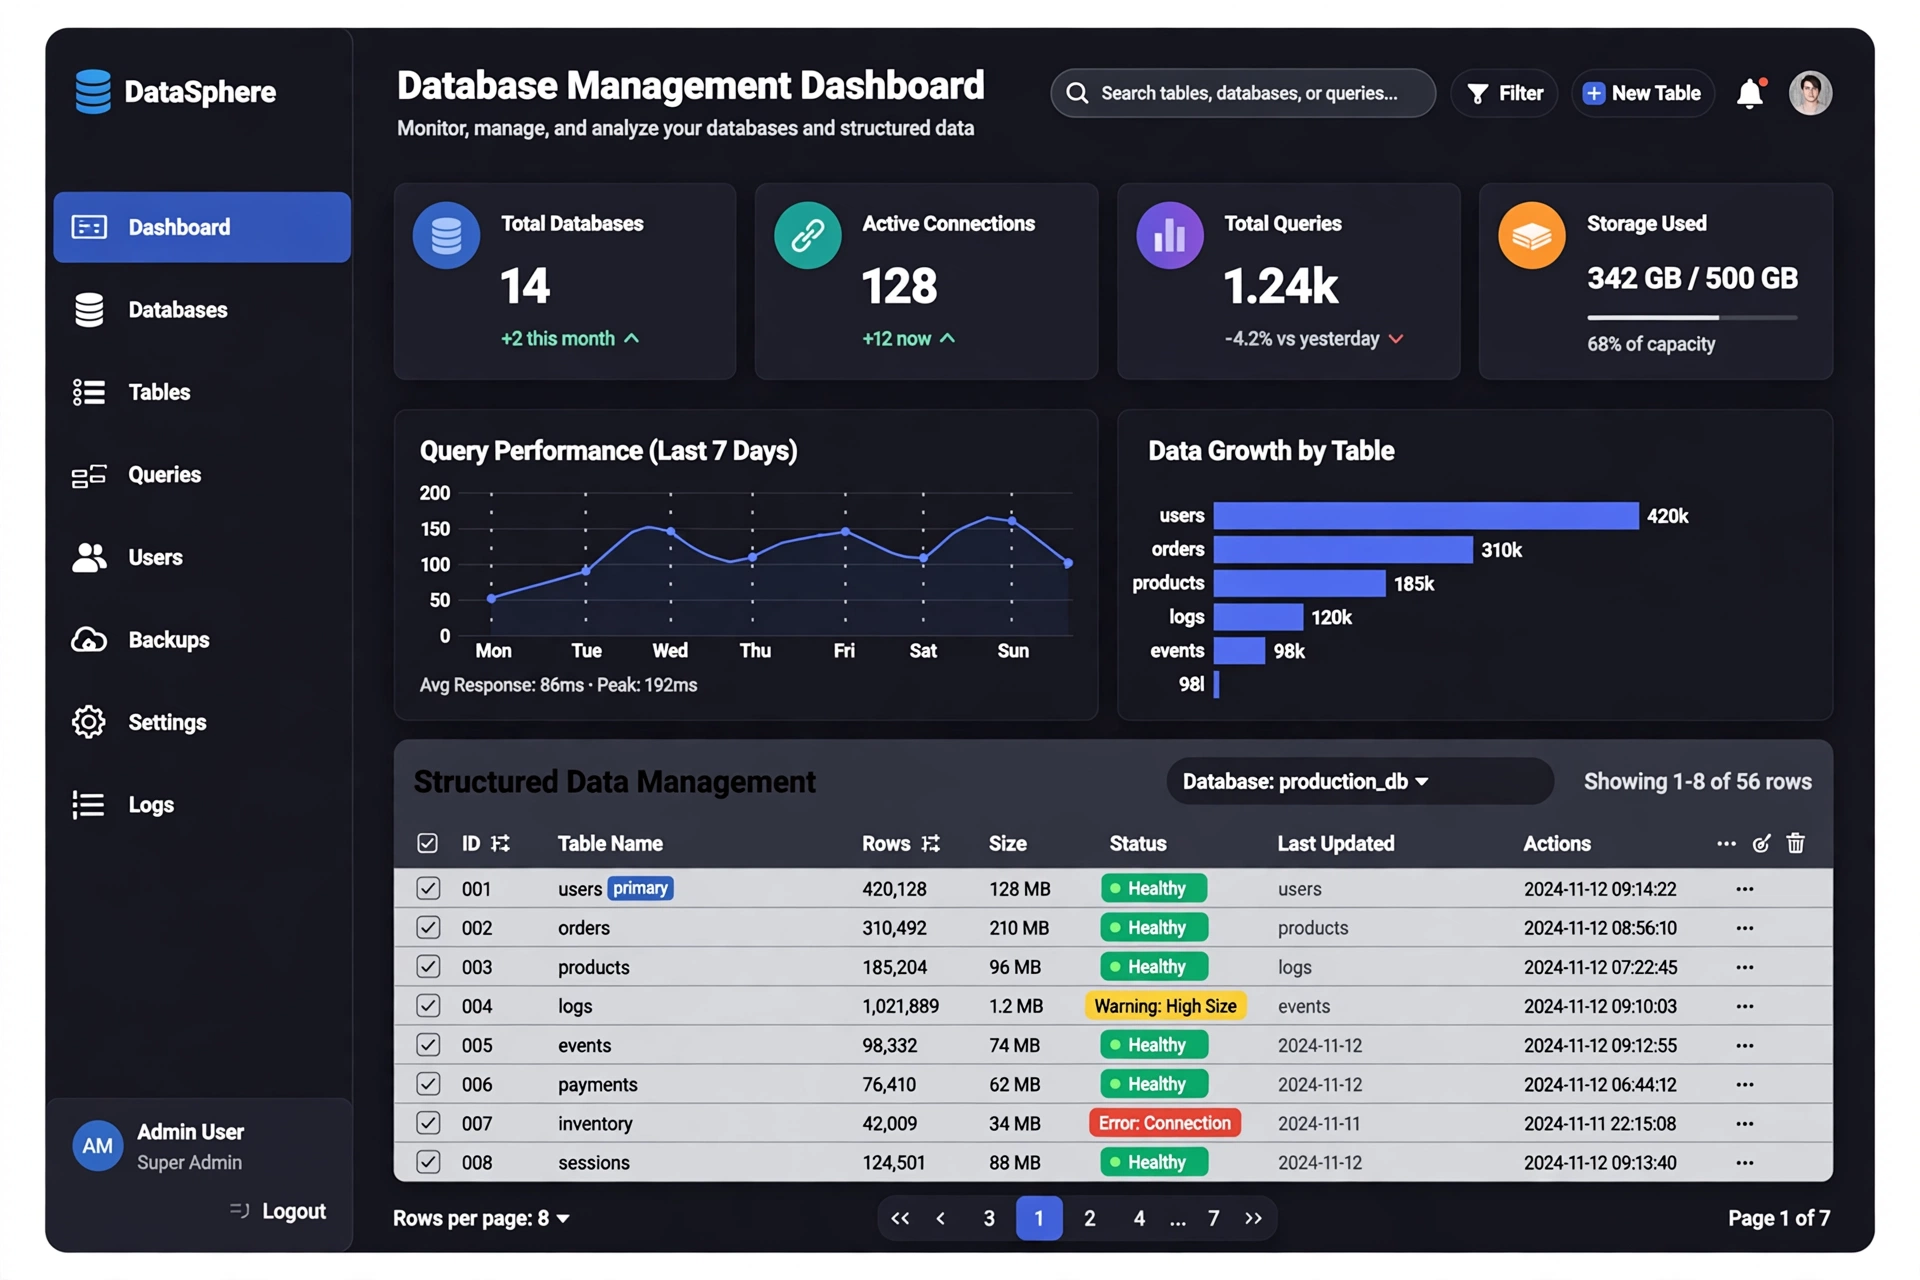 DataSphere
Dashboard
Databases
Tables
Queries
Users
Backups
Settings
Logs
AM
Admin User
Super Admin
Logout
Database Management Dashboard
Monitor, manage, and analyze your databases and structured data
Search tables, databases, or queries...
Filter
New Table
Total Databases
14
+2 this month
Active Connections
128
+12 now
Total Queries
1.24k
-4.2% vs yesterday
Storage Used
342 GB / 500 GB
68% of capacity
Query Performance (Last 7 Days)
200
150
100
50
0
Mon Tue Wed Thu Fri Sat Sun
Avg Response: 86ms · Peak: 192ms
Data Growth by Table
users 420k
orders 310k
products 185k
logs 120k
events 98k
98l
Structured Data Management
Database: production_db
Showing 1-8 of 56 rows
ID Table Name Rows Size Status Last Updated Actions ...
001 users primary 420,128 128 MB Healthy users 2024-11-12 09:14:22 ...
002 orders 310,492 210 MB Healthy products 2024-11-12 08:56:10 ...
003 products 185,204 96 MB Healthy logs 2024-11-12 07:22:45 ...
004 logs 1,021,889 1.2 MB Warning: High Size events 2024-11-12 09:10:03 ...
005 events 98,332 74 MB Healthy 2024-11-12 2024-11-12 09:12:55 ...
006 payments 76,410 62 MB Healthy 2024-11-12 2024-11-12 06:44:12 ...
007 inventory 42,009 34 MB Error: Connection 2024-11-11 2024-11-11 22:15:08 ...
008 sessions 124,501 88 MB Healthy 2024-11-12 2024-11-12 09:13:40 ...
Rows per page: 8
<< < 3 1 2 4 ... 7 >>
Page 1 of 7